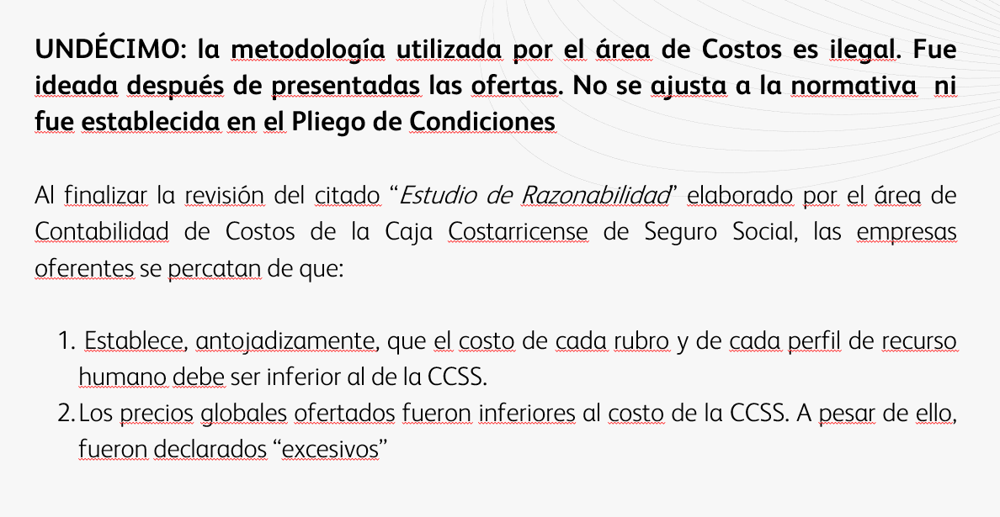 UNDÉCIMO: la metodología utilizada por el área de Costos es ilegal. Fue
ideada después de presentadas las ofertas. No se ajusta a la normativa  ni
fue establecida en el Pliego de Condiciones
Al finalizar la revisión del citado “Estudio de Razonabilidad” elaborado por el área de
Contabilidad de Costos de la Caja Costarricense de Seguro Social, las empresas
oferentes se percatan de que:
1. Establece, antojadizamente, que el costo de cada rubro y de cada perfil de recurso
humano debe ser inferior al de la CCSS.
2. Los precios globales ofertados fueron inferiores al costo de la CCSS. A pesar de ello,
fueron declarados “excesivos”